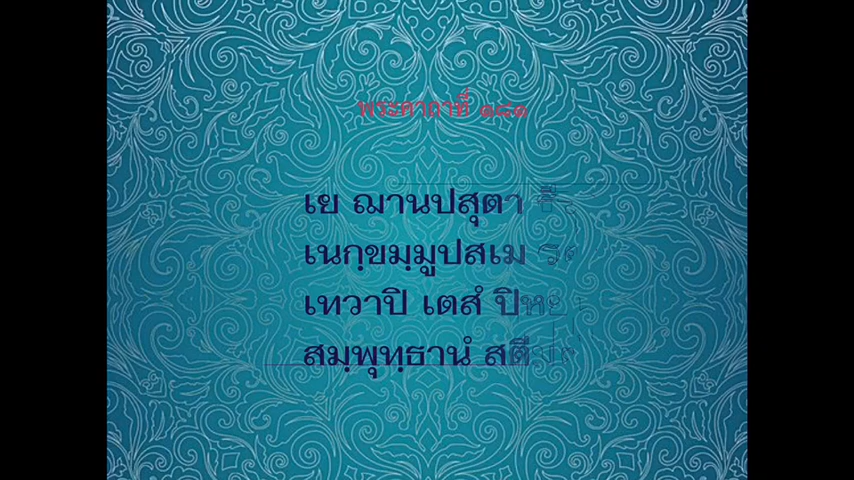 พระคาถาที่ ๑๘๑
เย ฌานปสุตา
เนกฺขมฺมูปสเม
เทวาปิ เตสํ
สมฺพุทฺธานํ